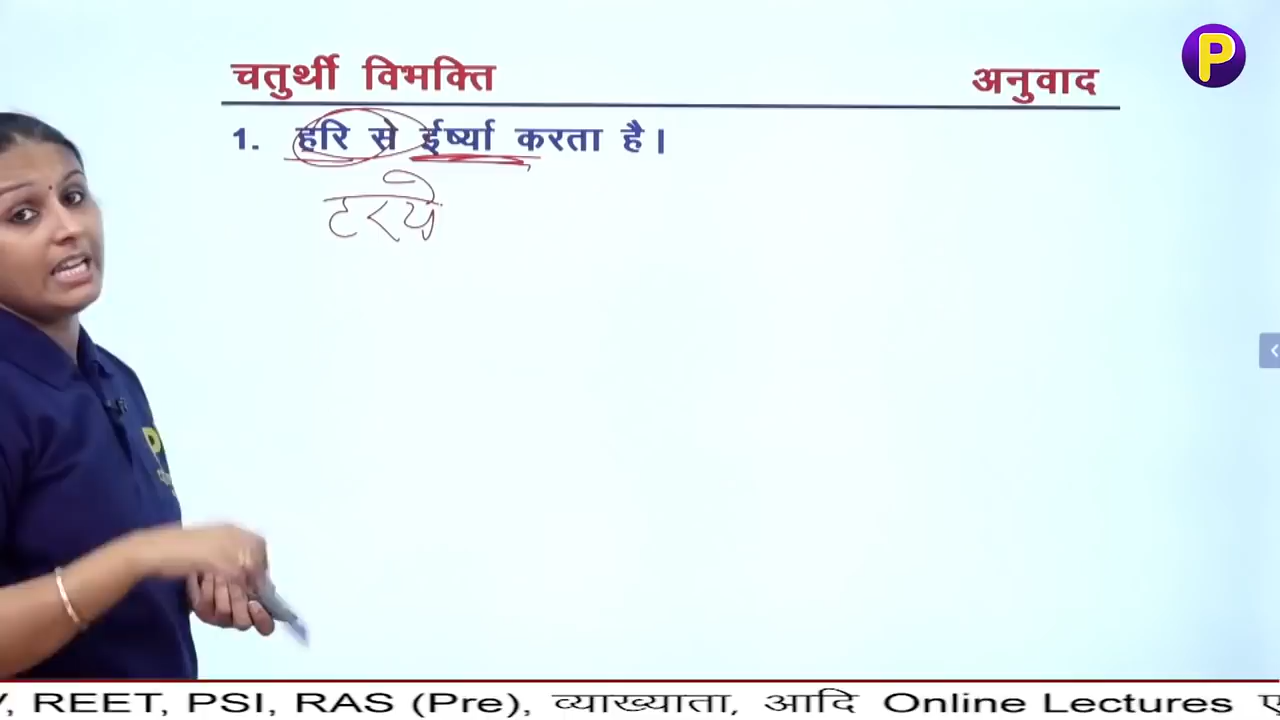 P
चतुर्थी विभक्ति अनुवाद
1. हरि से ईर्ष्या करता है।
हरये
, REET, PSI, RAS (Pre), व्याख्याता, आदि Online Lectures ए